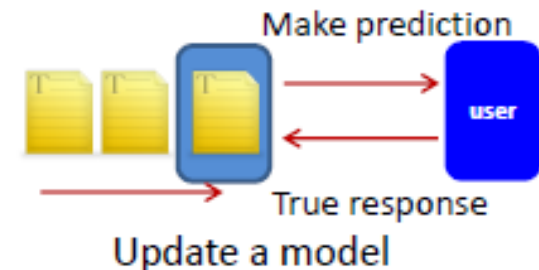 Make prediction
T
T
T
user
True response
Update a model